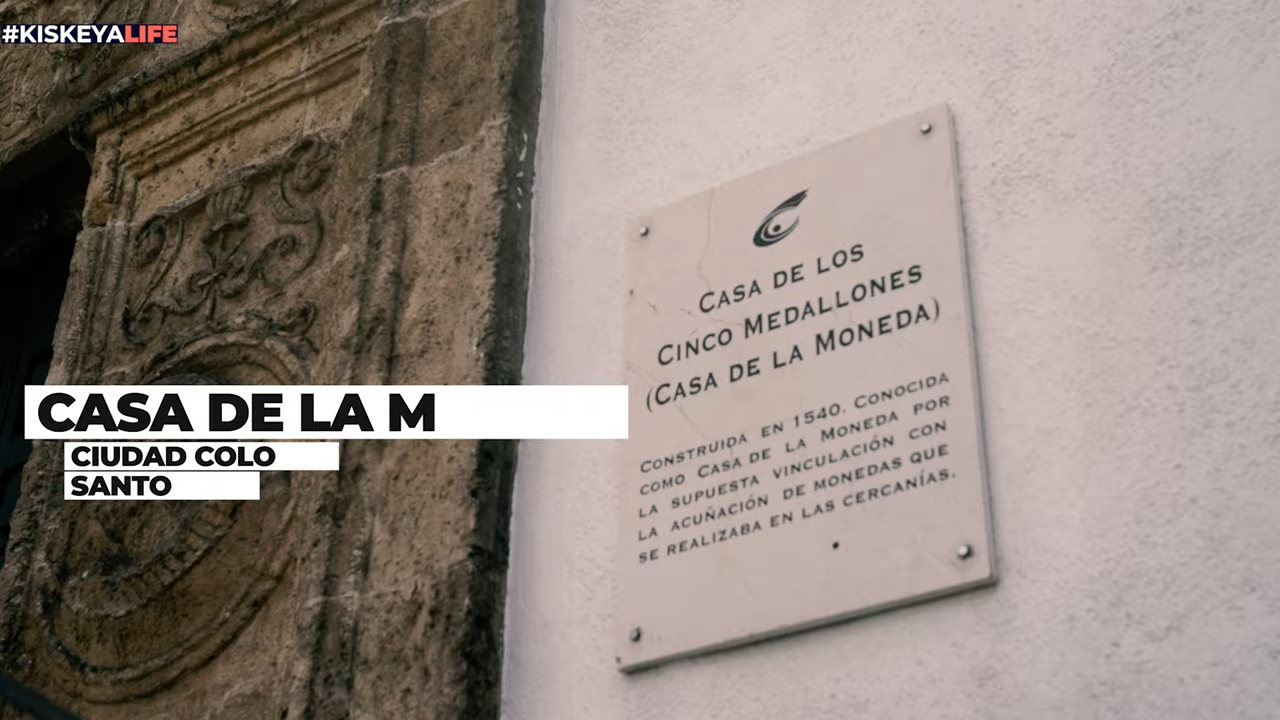 #KISKEYALIFE
CASA DE LOS
CINCO MEDALLONES
(CASA DE LA MONEDA)
CONSTRUIDA EN 1540. CONOCIDA
COMO CASA DE LA MONEDA POR
LA SUPUESTA VINCULACIÓN CON
LA ACUÑACIÓN DE MONEDAS QUE
SE REALIZABA EN LAS CERCANÍAS.
CASA DE LA M
CIUDAD COLO
SANTO